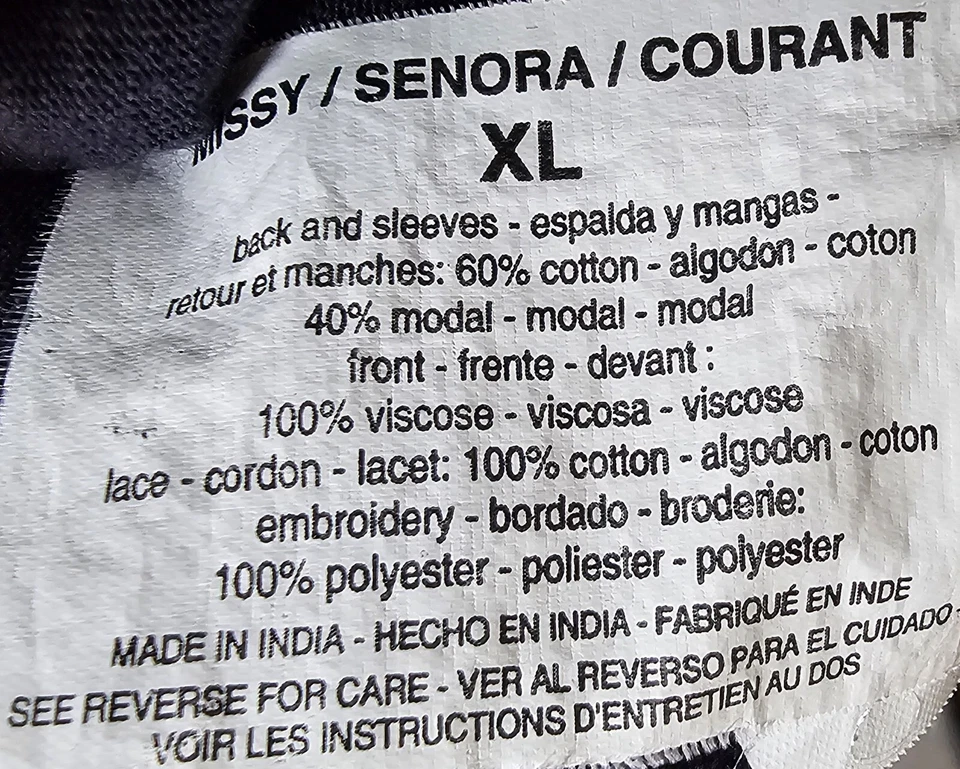 MISSY / SENORA / COURANT
XL
back and sleeves - espalda y mangas -
retour et manches: 60% cotton - algodon - coton
40% modal - modal - modal
front - frente - devant :
100% viscose - viscosa - viscose
lace - cordon - lacet: 100% cotton - algodon - coton
embroidery - bordado - broderie:
100% polyester - poliester - polyester
MADE IN INDIA - HECHO EN INDIA - FABRIQUÉ EN INDE
SEE REVERSE FOR CARE - VER AL REVERSO PARA EL CUIDADO -
VOIR LES INSTRUCTIONS D'ENTRETIEN AU DOS